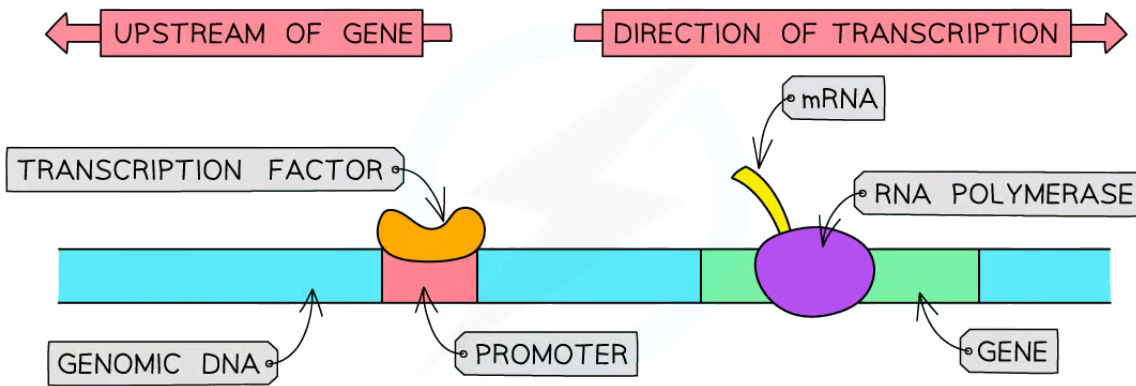 UPSTREAM OF GENE
DIRECTION OF TRANSCRIPTION
mRNA
TRANSCRIPTION FACTOR
RNA POLYMERASE
GENOMIC DNA
PROMOTER
GENE